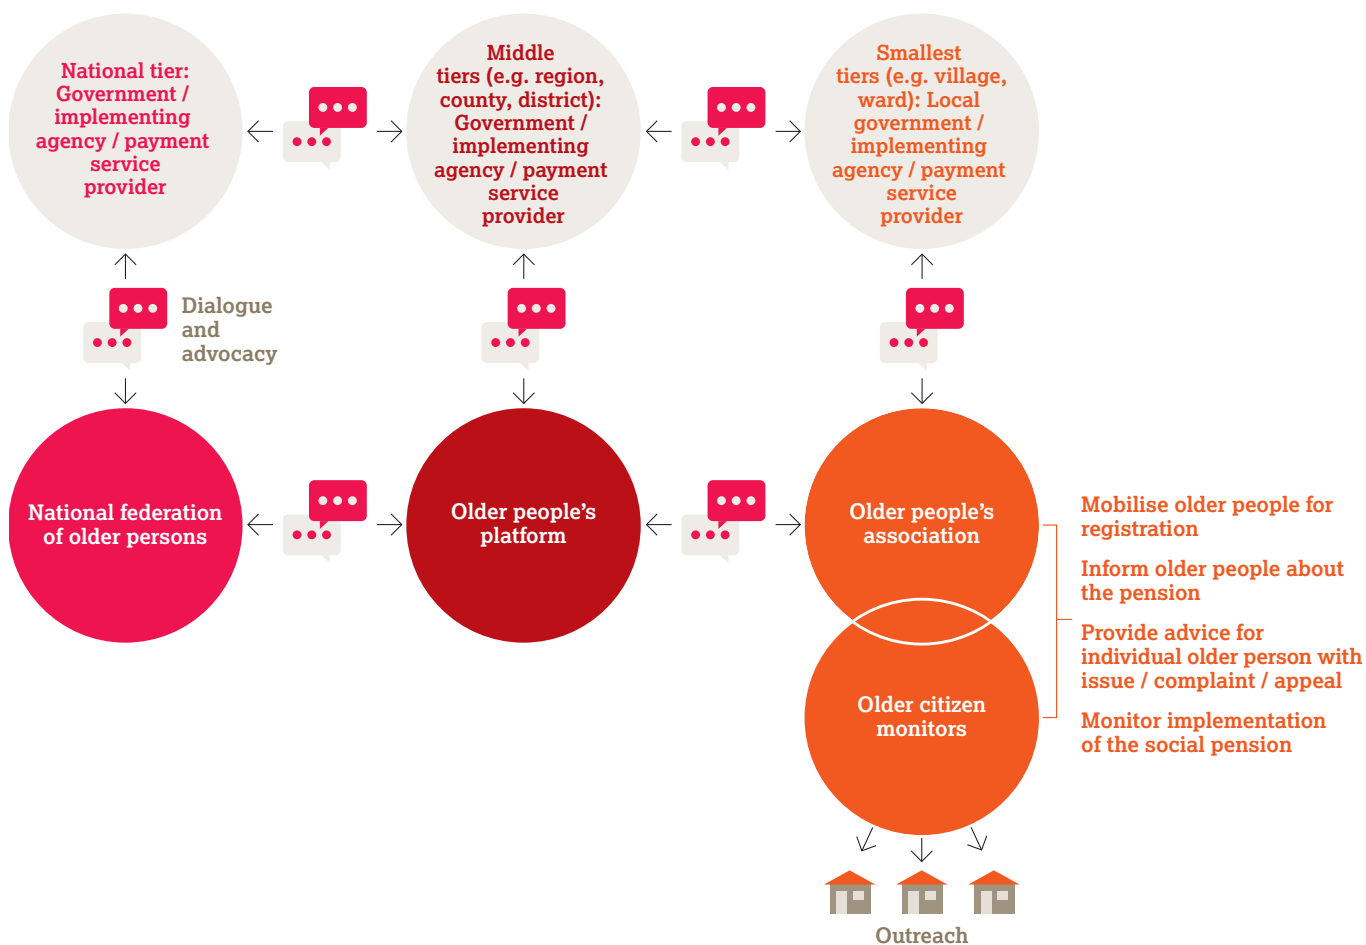 National tier:
Government /
implementing
agency / payment
service
provider
Middle
tiers (e.g. region,
county, district):
Government /
implementing
agency / payment
service
provider
Smallest
tiers (e.g. village,
ward): Local
government /
implementing
agency / payment
service
provider
Dialogue
and
advocacy
National federation
of older persons
Older people’s
platform
Older people’s
association
Mobilise older people for
registration
Inform older people about
the pension
Provide advice for
individual older person with
issue / complaint / appeal
Monitor implementation
of the social pension
Older citizen
monitors
Outreach